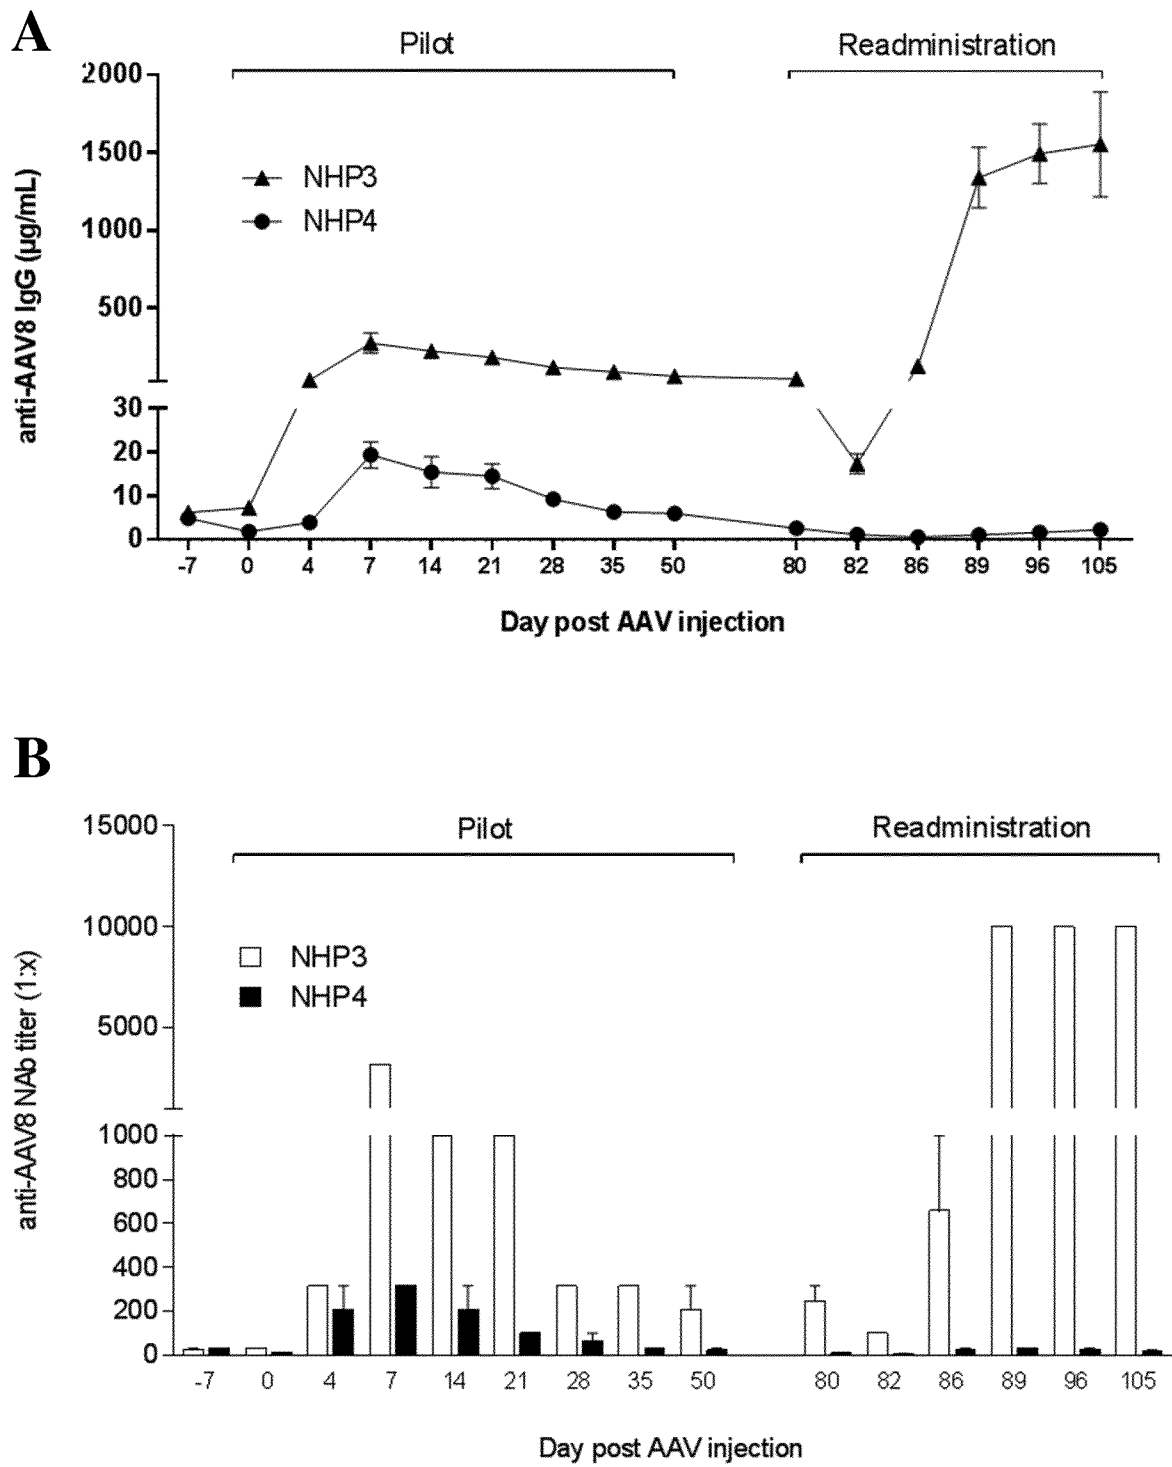 A
Pilot
Readministration
2000
1500
1000
500
30
20
10
0
anti-AAV8 IgG (µg/mL)
NHP3
NHP4
-7 0 4 7 14 21 28 35 50 80 82 86 89 96 105
Day post AAV injection
B
Pilot
Readministration
15000
10000
5000
1000
800
600
400
200
0
anti-AAV8 NAb titer (1:x)
NHP3
NHP4
-7 0 4 7 14 21 28 35 50 80 82 86 89 96 105
Day post AAV injection